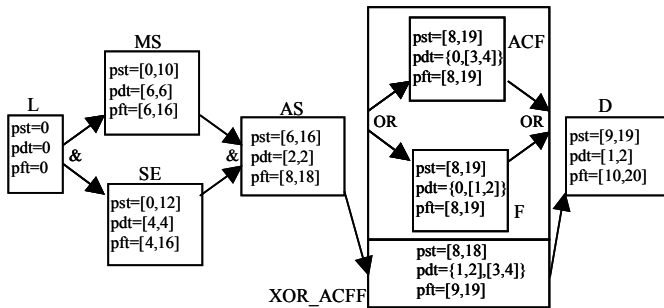 MS
pst=[0,10]
pdt=[6,6]
pft=[6,16]
L
pst=0
pdt=0
pft=0
&
SE
pst=[0,12]
pdt=[4,4]
pft=[4,16]
AS
&
pst=[6,16]
pdt=[2,2]
pft=[8,18]
OR
ACF
pst=[8,19]
pdt={0,[3,4]}
pft=[8,19]
OR
pst=[8,19]
pdt={0,[1,2]}
pft=[8,19]
F
XOR_ACFF
pst=[8,18]
pdt={1,2],[3,4]}
pft=[9,19]
D
pst=[9,19]
pdt=[1,2]
pft=[10,20]